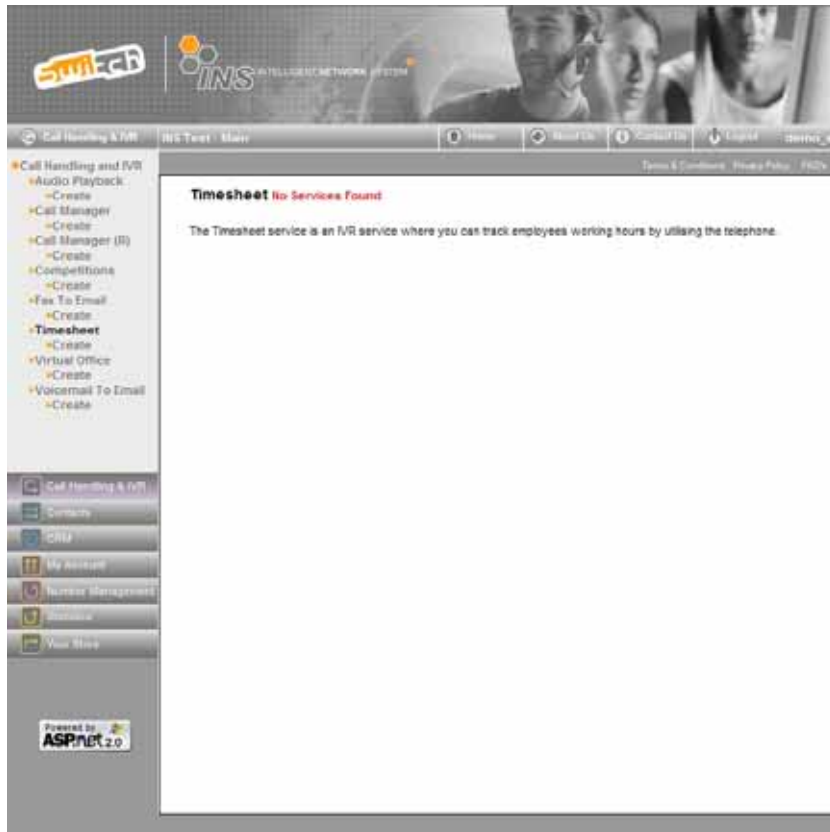 switch
INS INTELLIGENT NETWORK SYSTEM
Call Handling & IVR
INS Test - Main
Home
About Us
Contact Us
Logout
Terms & Conditions Privacy Policy FAQ's
Call Handling and IVR
Audio Playback
Create
Call Manager
Create
Call Manager (R)
Create
Competitions
Create
Fax To Email
Create
Timesheet
Create
Virtual Office
Create
Voicemail To Email
Create
Timesheet No Services Found
The Timesheet service is an IVR service where you can track employees working hours by utilising the telephone.
Call Handling & IVR
Contacts
CRM
My Account
Number Management
Statistics
Your Store
Powered by
ASP.net 2.0